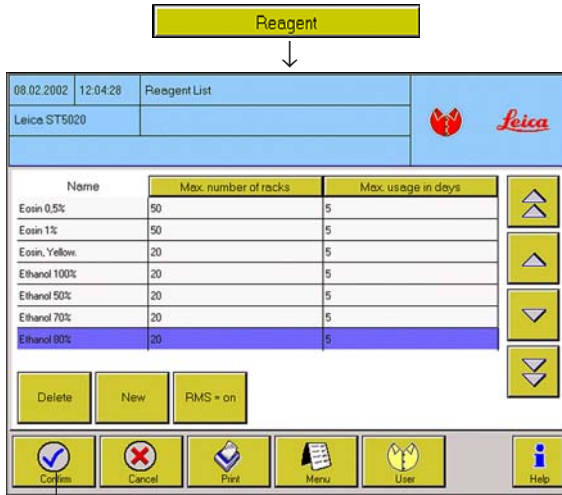 Reagent
08.02.2002 12:04:28 Reagent List
Leica ST5020
Leica
Name Max. number of racks Max. usage in days
Eosin 0,5% 50 5
Eosin 1% 50 5
Eosin, Yellow. 20 5
Ethanol 100% 20 5
Ethanol 50% 20 5
Ethanol 70% 20 5
Ethanol 80% 20 5
Delete New RMS = on
Confirm Cancel Print Menu User Help